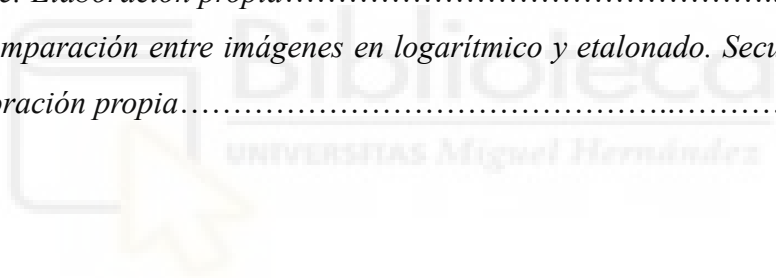 Elaboración propia……………………………………………………..
mparación entre imágenes en logarítmico y etalonado. Secu
oración propia…………………………………………..…………
Biblioteca
UNIVERSITAS Miguel Hernández